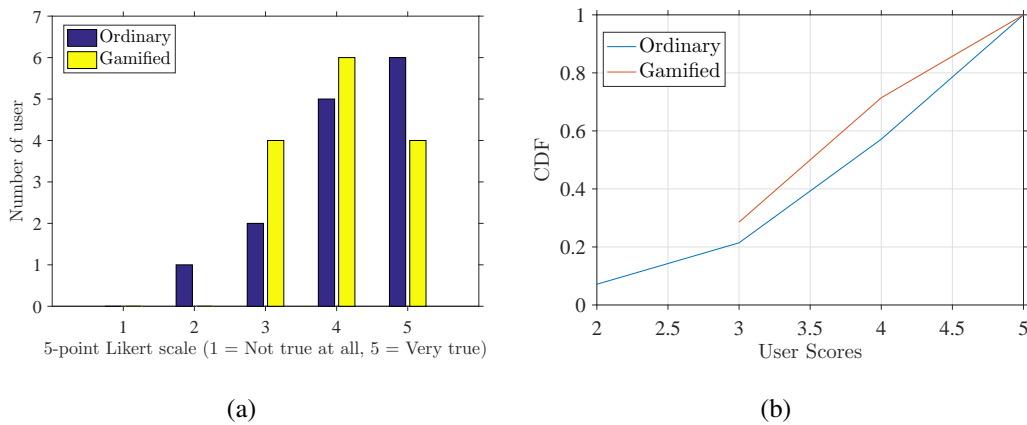 7
6
5
4
3
2
1
0
Number of user
Ordinary
Gamified
1 2 3 4 5
5-point Likert scale (1 = Not true at all, 5 = Very true)
(a)
1
0.8
0.6
0.4
0.2
0
CDF
Ordinary
Gamified
2 2.5 3 3.5 4 4.5 5
User Scores
(b)